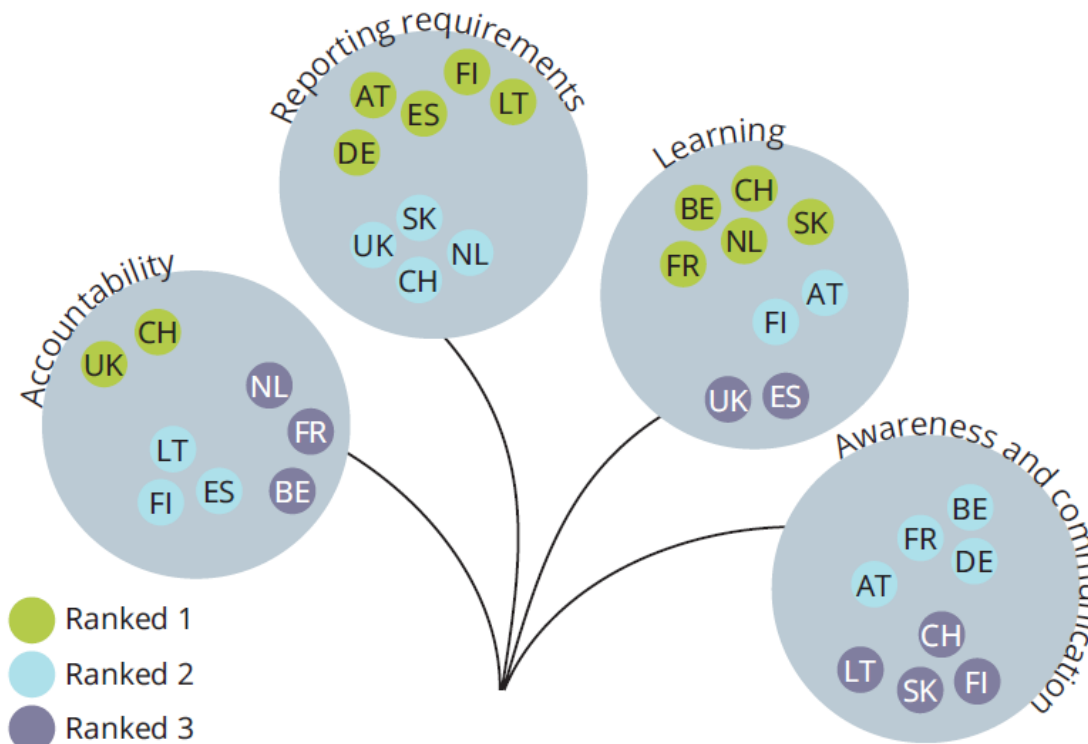 Reporting requirements
AT
ES
FI
LT
DE
SK
UK
NL
CH
Learning
BE
CH
SK
NL
FR
AT
FI
UK
ES
Accountability
UK
CH
NL
FR
BE
LT
FI
ES
Awareness and communication
BE
FR
DE
AT
CH
LT
SK
FI
Ranked 1
Ranked 2
Ranked 3